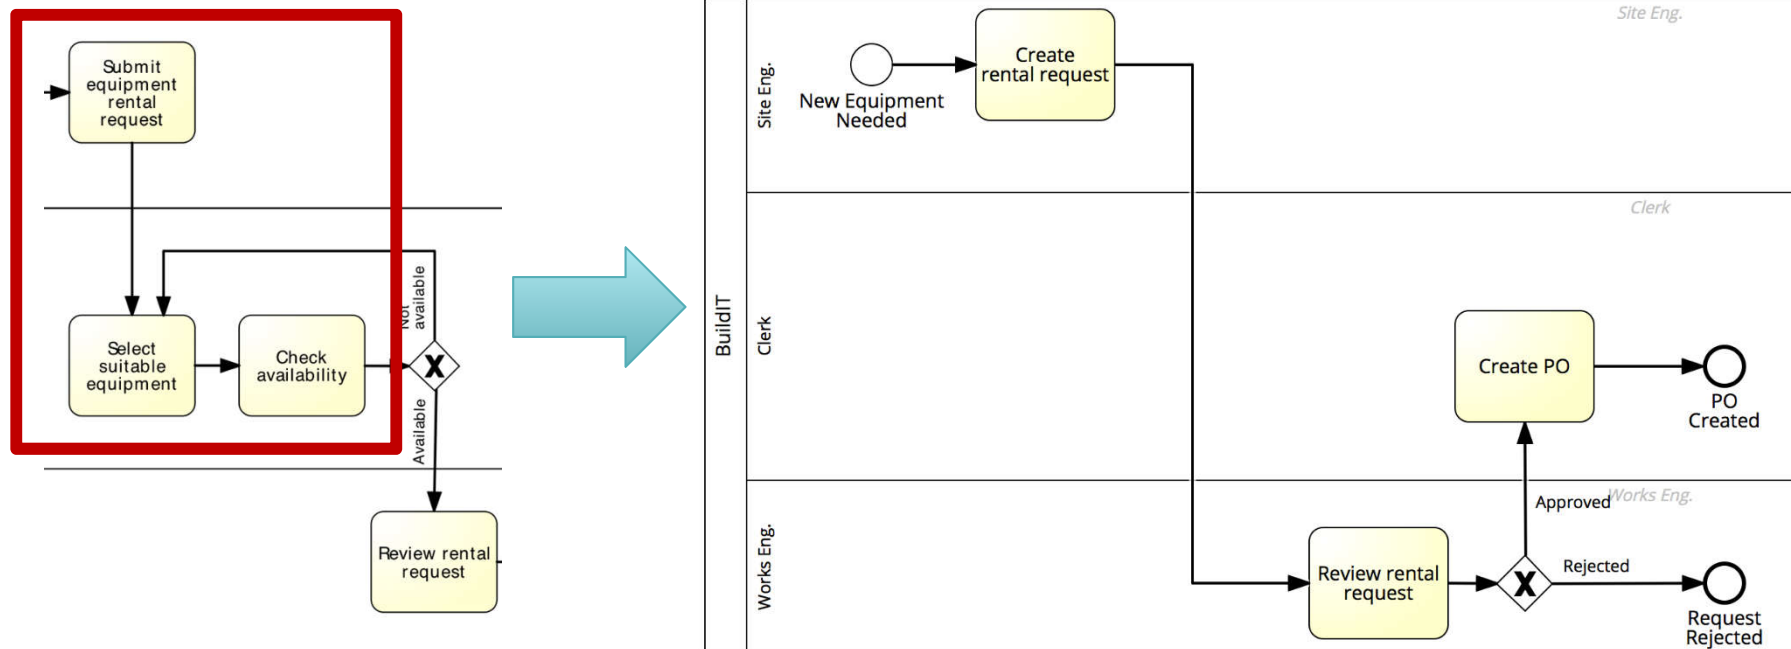 Submit
equipment
rental
request
Select
suitable
equipment
Check
availability
Not
available
X
Available
Review rental
request
BuildIT
Site Eng.
Site Eng.
New Equipment
Needed
Create
rental request
Clerk
Clerk
Create PO
PO
Created
Works Eng.
Works Eng.
Approved
Review rental
request
X
Rejected
Request
Rejected